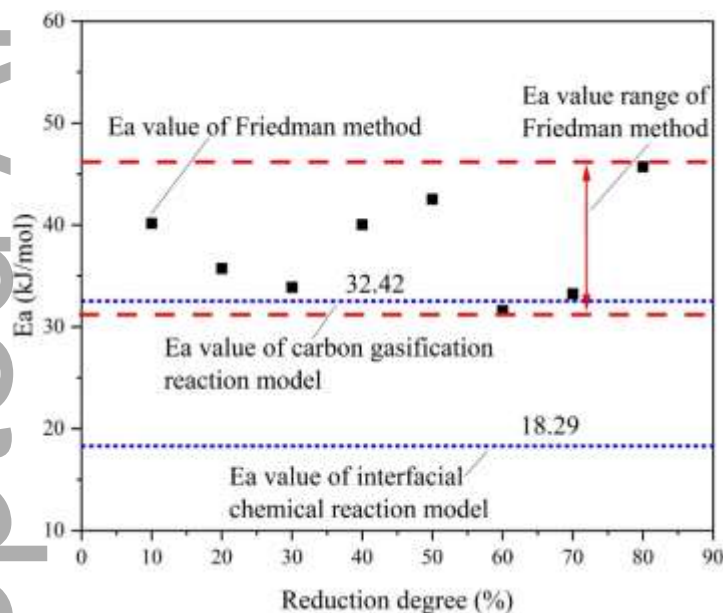 60
50
40
30
20
10
Ea (kJ/mol)
Ea value of Friedman method
Ea value range of
Friedman method
32.42
Ea value of carbon gasification
reaction model
18.29
Ea value of interfacial
chemical reaction model
0 10 20 30 40 50 60 70 80 90
Reduction degree (%)